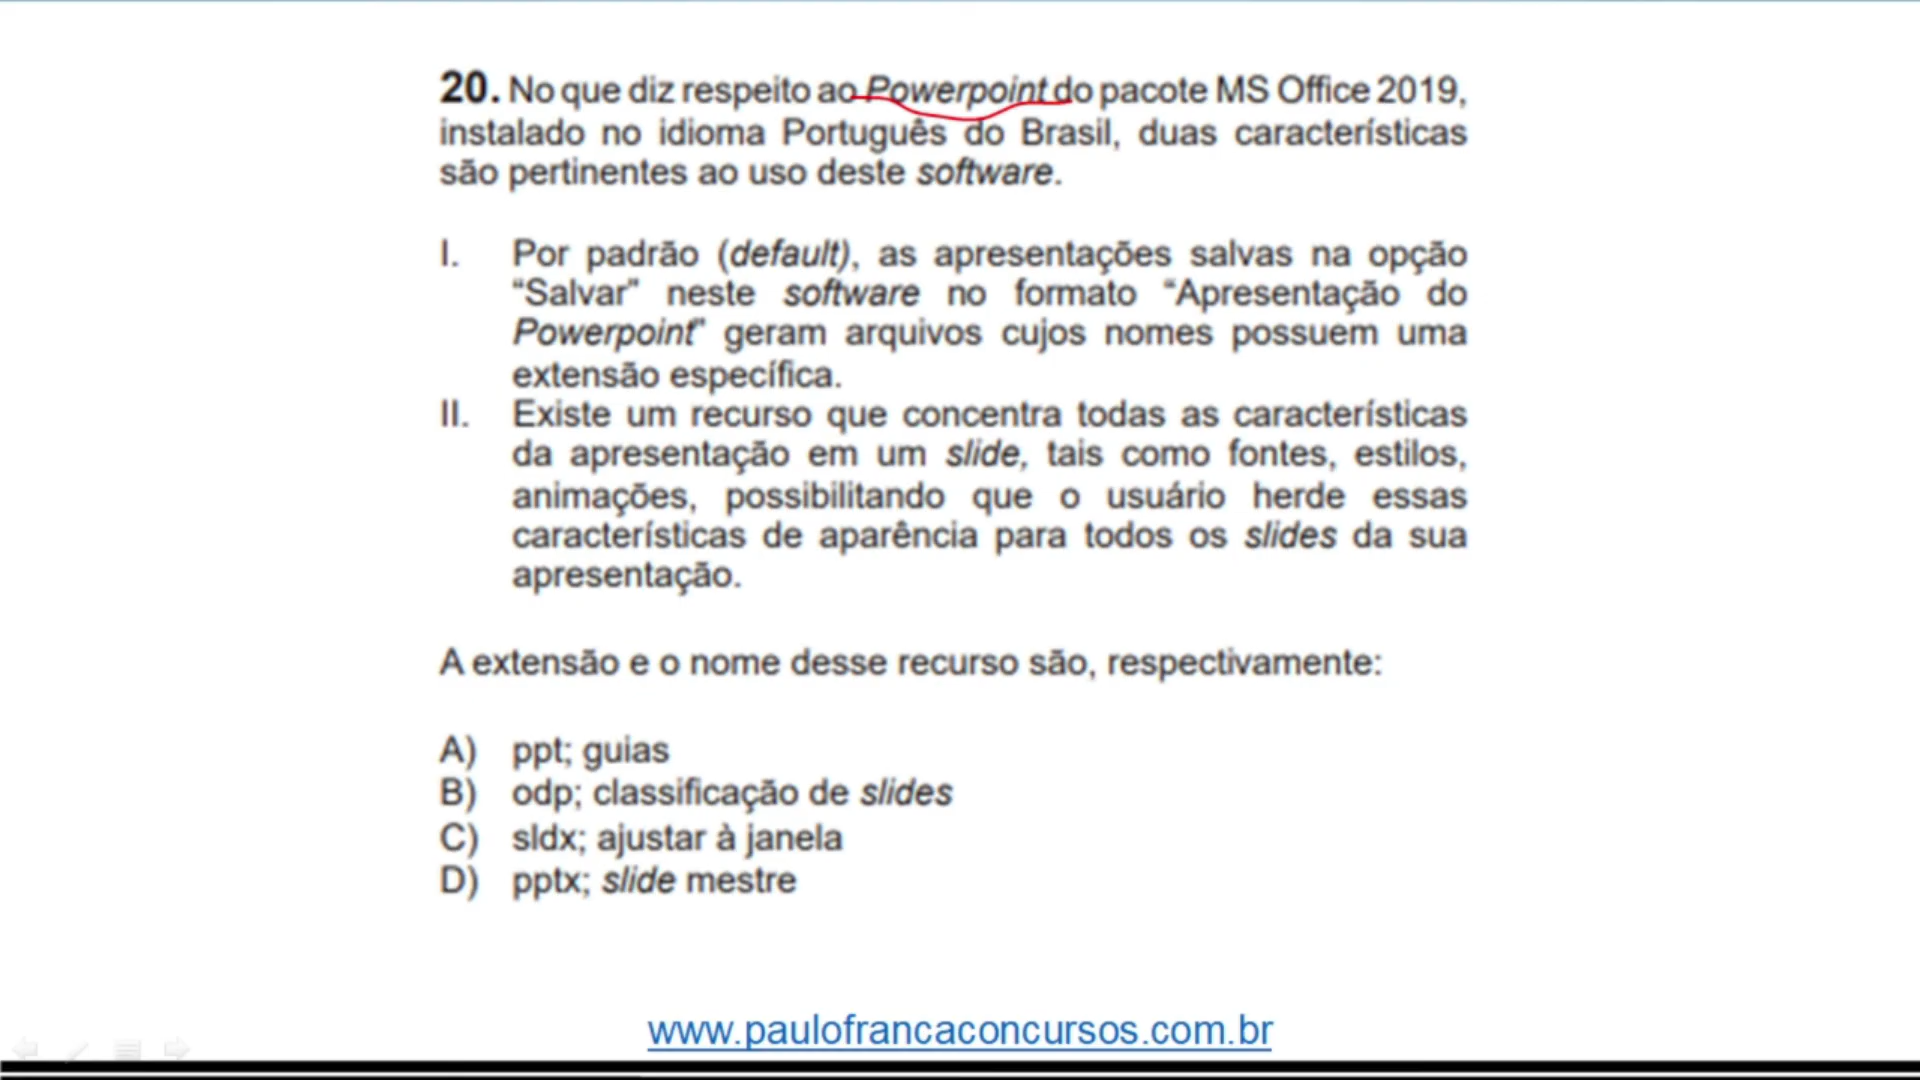 20. No que diz respeito ao Powerpoint do pacote MS Office 2019,
instalado no idioma Português do Brasil, duas características
são pertinentes ao uso deste software.
I. Por padrão (default), as apresentações salvas na opção
“Salvar” neste software no formato “Apresentação do
Powerpoint” geram arquivos cujos nomes possuem uma
extensão específica.
II. Existe um recurso que concentra todas as características
da apresentação em um slide, tais como fontes, estilos,
animações, possibilitando que o usuário herde essas
características de aparência para todos os slides da sua
apresentação.
A extensão e o nome desse recurso são, respectivamente:
A) ppt; guias
B) odp; classificação de slides
C) sldx; ajustar à janela
D) pptx; slide mestre
www.paulofrancaconcursos.com.br